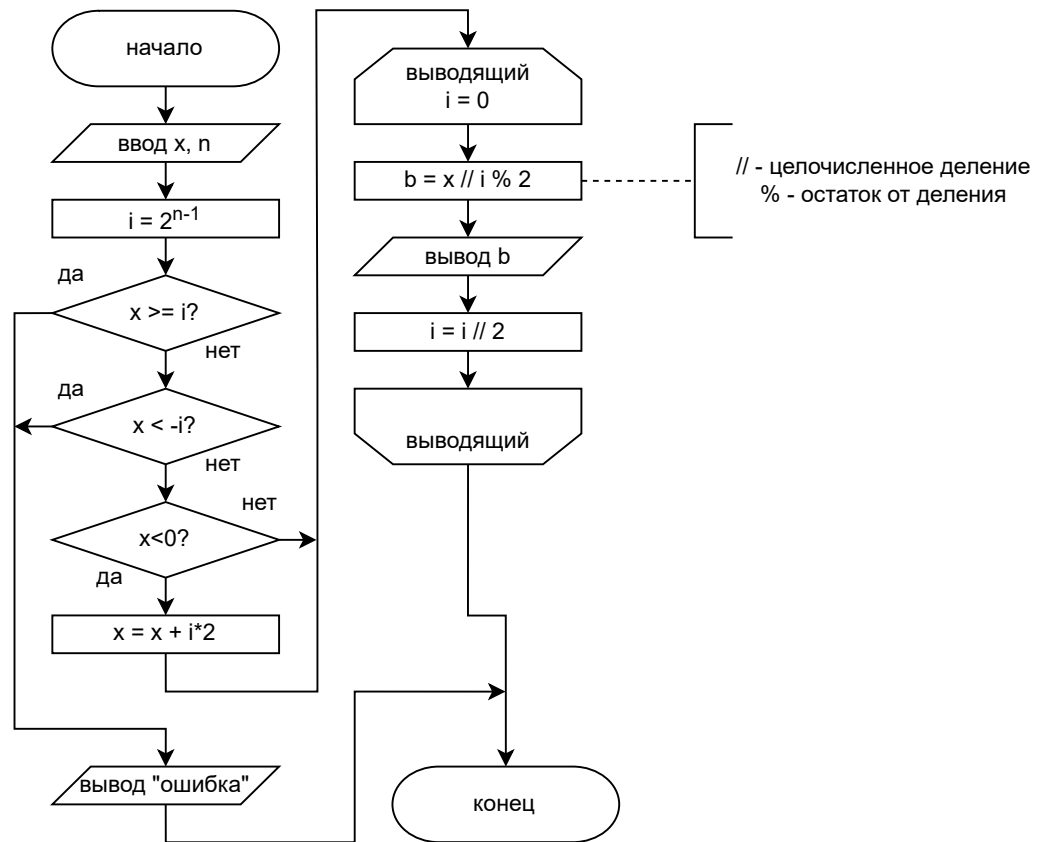 начало
ввод x, n
i = 2ⁿ⁻¹
да
x >= i?
нет
да
x < -i?
нет
нет
x<0?
да
x = x + i*2
вывод "ошибка"
выводящий
i = 0
b = x // i % 2
// - целочисленное деление
% - остаток от деления
вывод b
i = i // 2
выводящий
конец